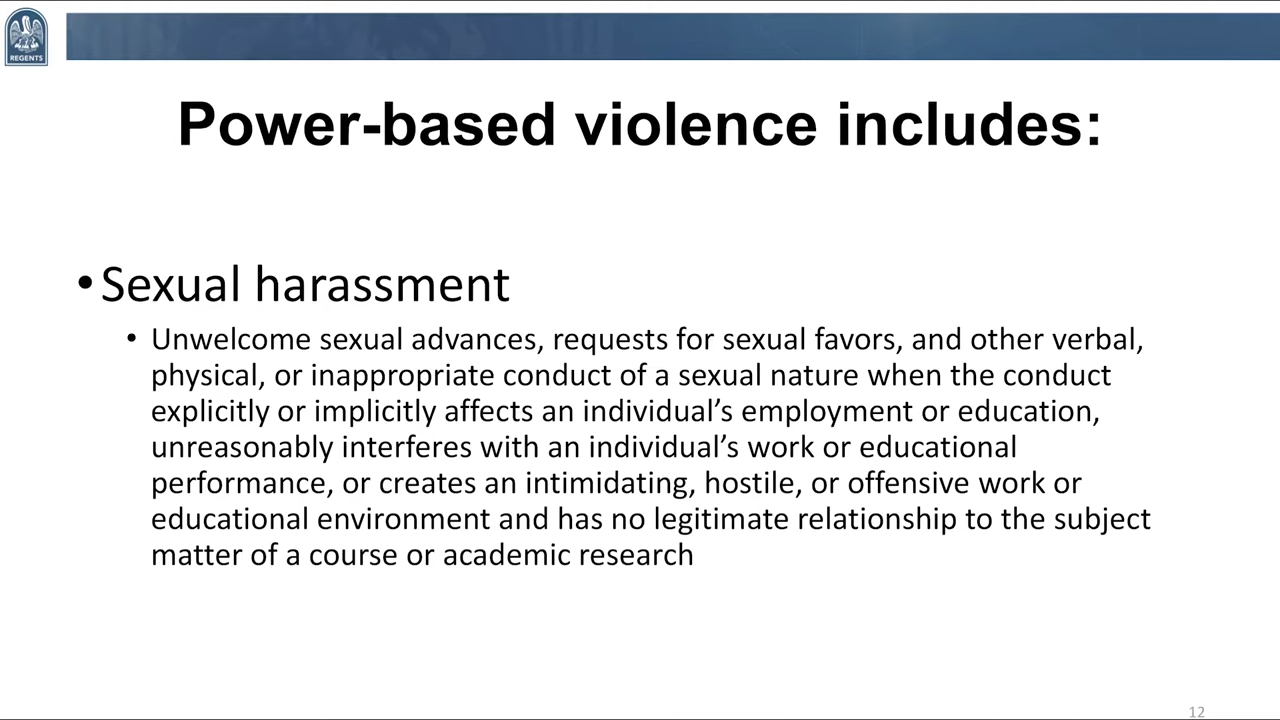 REGENTS
Power-based violence includes:
•Sexual harassment
• Unwelcome sexual advances, requests for sexual favors, and other verbal,
physical, or inappropriate conduct of a sexual nature when the conduct
explicitly or implicitly affects an individual’s employment or education,
unreasonably interferes with an individual’s work or educational
performance, or creates an intimidating, hostile, or offensive work or
educational environment and has no legitimate relationship to the subject
matter of a course or academic research
12